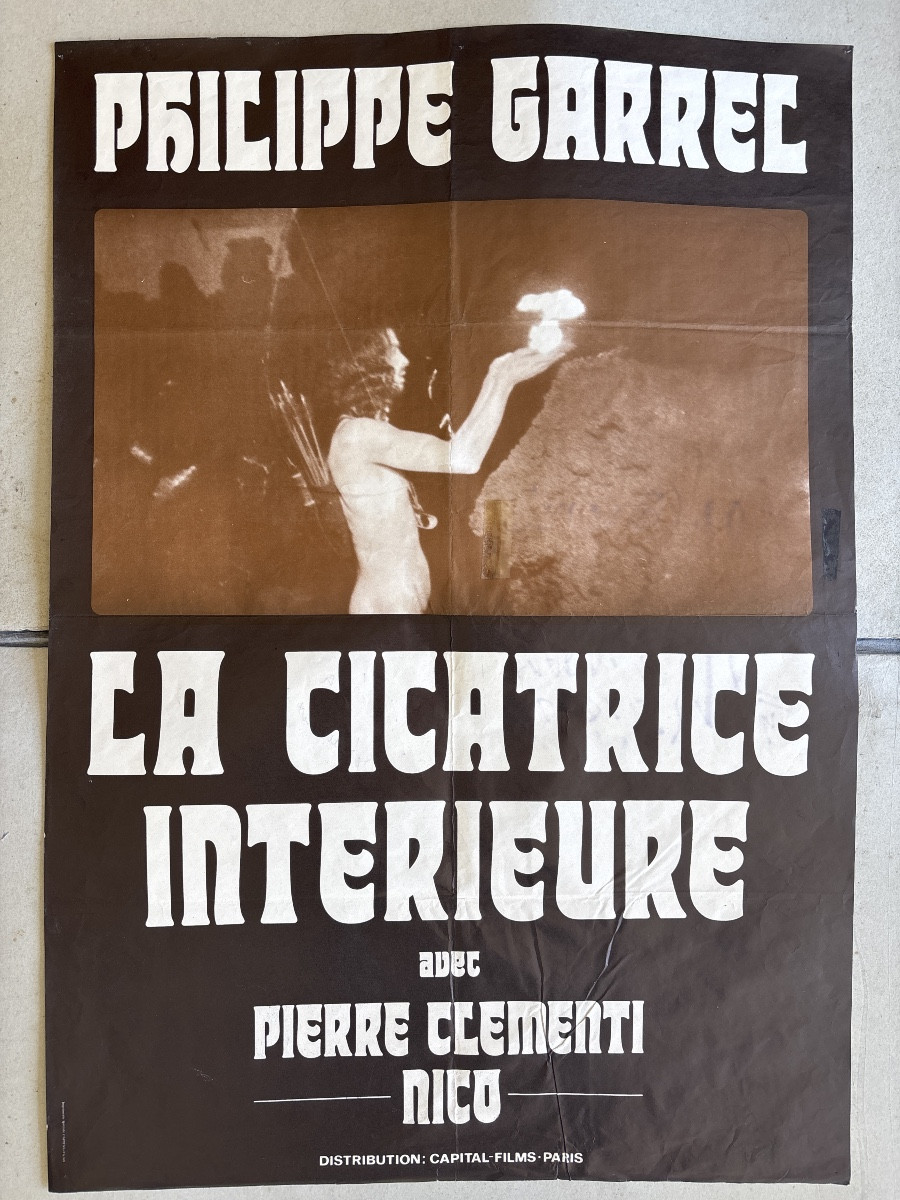 PHILIPPE GARREL
LA CICATRICE
INTERIEURE
avec
PIERRE CLEMENTI
NICO
DISTRIBUTION: CAPITAL-FILMS-PARIS